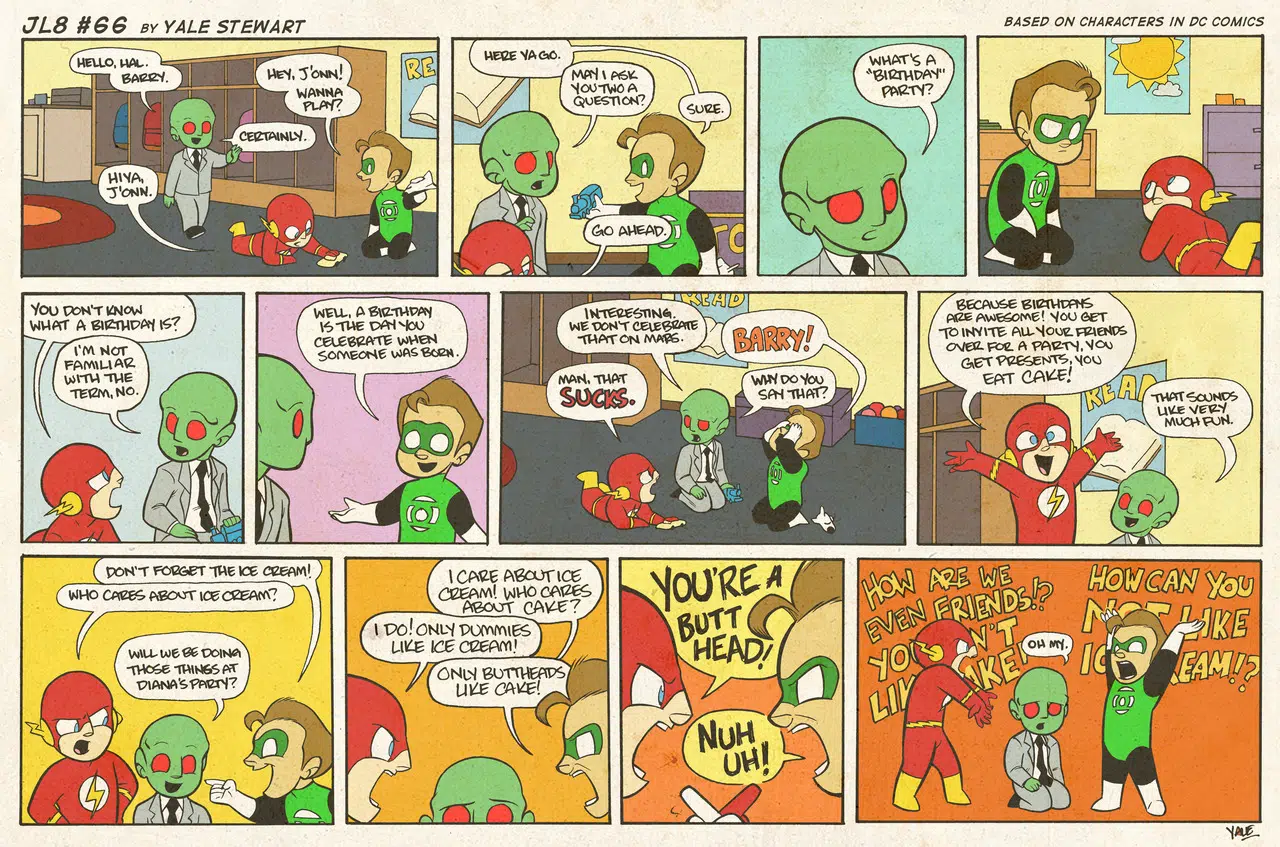 JL8 #66 BY YALE STEWART
BASED ON CHARACTERS IN DC COMICS
HELLO, HAL.
BARRY.
HEY, J'ONN!
WANNA
PLAY?
CERTAINLY.
HIYA,
J'ONN.
RE
HERE YA GO.
MAY I ASK
YOU TWO A
QUESTION?
SURE.
GO AHEAD.
WHAT'S A
"BIRTHDAY"
PARTY?
YOU DON'T KNOW
WHAT A BIRTHDAY IS?
I'M NOT
FAMILIAR
WITH THE
TERM, NO.
WELL, A BIRTHDAY
IS THE DAY YOU
CELEBRATE WHEN
SOMEONE WAS BORN.
READ
INTERESTING.
WE DON'T CELEBRATE
THAT ON MARS.
BARRY!
MAN, THAT
SUCKS.
WHY DO YOU
SAY THAT?
BECAUSE BIRTHDAYS
ARE AWESOME! YOU GET
TO INVITE ALL YOUR FRIENDS
OVER FOR A PARTY, YOU
GET PRESENTS, YOU
EAT CAKE!
READ
THAT SOUNDS
LIKE VERY
MUCH FUN.
DON'T FORGET THE ICE CREAM!
WHO CARES ABOUT ICE CREAM?
WILL WE BE DOING
THOSE THINGS AT
DIANA'S PARTY?
I CARE ABOUT ICE
CREAM! WHO CARES
ABOUT CAKE?
I DO! ONLY DUMMIES
LIKE ICE CREAM!
ONLY BUTTHEADS
LIKE CAKE!
YOU'RE A
BUTT
HEAD!
NUH
UH!
HOW ARE WE
EVEN FRIENDS!?
HOW CAN YOU
LIKE
OH MY.
YALE